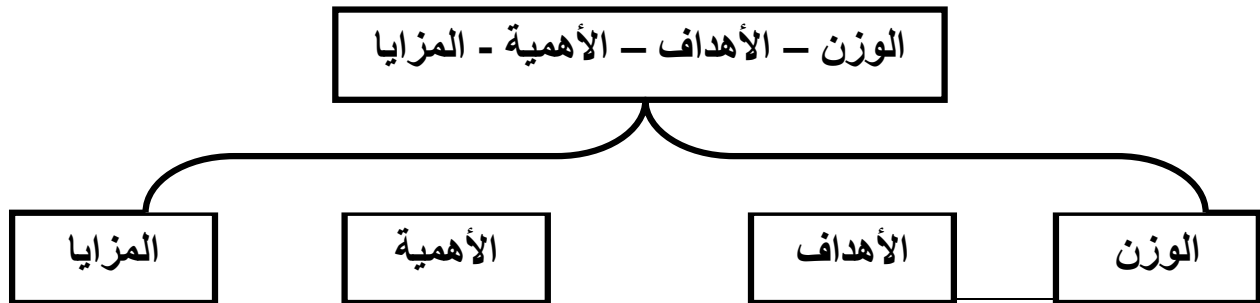 الوزن – الأهداف – الأهمية - المزايا
الوزن
الأهداف
الأهمية
المزايا